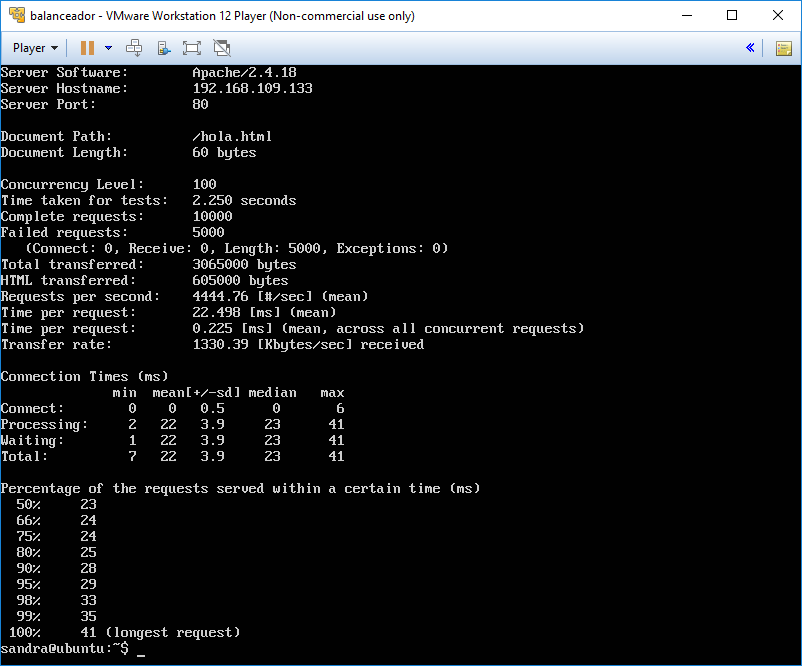 balanceador - VMware Workstation 12 Player (Non-commercial use only)
Player
Server Software:        Apache/2.4.18
Server Hostname:        192.168.109.133
Server Port:            80
Document Path:          /hola.html
Document Length:        60 bytes
Concurrency Level:      100
Time taken for tests:   2.250 seconds
Complete requests:      10000
Failed requests:        5000
   (Connect: 0, Receive: 0, Length: 5000, Exceptions: 0)
Total transferred:      3065000 bytes
HTML transferred:       605000 bytes
Requests per second:    4444.76 [#/sec] (mean)
Time per request:       22.498 [ms] (mean)
Time per request:       0.225 [ms] (mean, across all concurrent requests)
Transfer rate:          1330.39 [Kbytes/sec] received
Connection Times (ms)
              min  mean[+/-sd] median   max
Connect:        0    0   0.5      0       6
Processing:     2   22   3.9     23      41
Waiting:        1   22   3.9     23      41
Total:          7   22   3.9     23      41
Percentage of the requests served within a certain time (ms)
  50%     23
  66%     24
  75%     24
  80%     25
  90%     28
  95%     29
  98%     33
  99%     35
 100%     41 (longest request)
sandra@ubuntu:~$ _